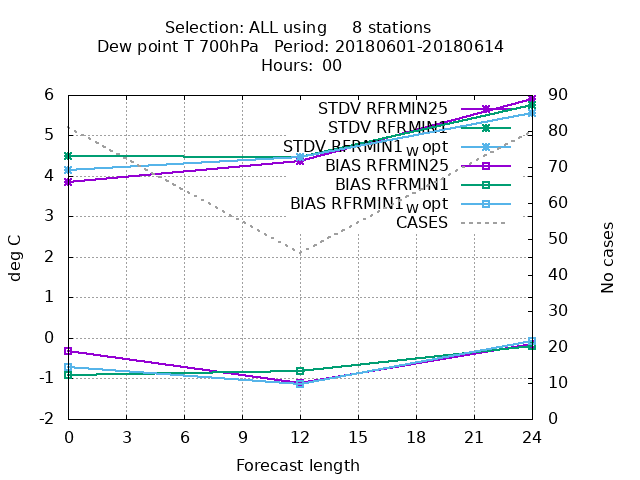 Selection: ALL using 8 stations
Dew point T 700hPa Period: 20180601-20180614
Hours: 00
STDV RFRMIN25
STDV RFRMIN1
STDV RFRMIN1w opt
BIAS RFRMIN25
BIAS RFRMIN1
BIAS RFRMIN1w opt
CASES
deg C
6
5
4
3
2
1
0
-1
-2
No cases
90
80
70
60
50
40
30
20
10
0
0 3 6 9 12 15 18 21 24
Forecast length